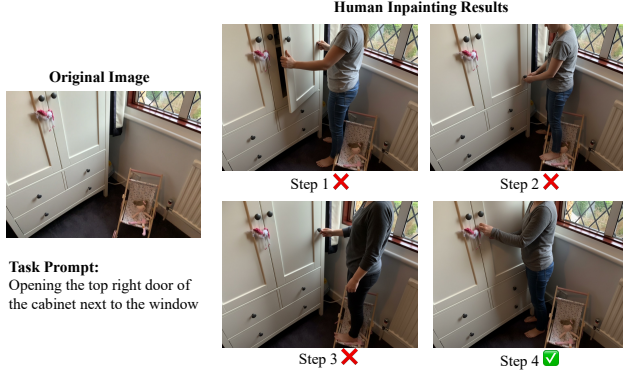 Human Inpainting Results
Original Image
Step 1 ❌
Step 2 ❌
Task Prompt:
Opening the top right door of
the cabinet next to the window
Step 3 ❌
Step 4 ✅